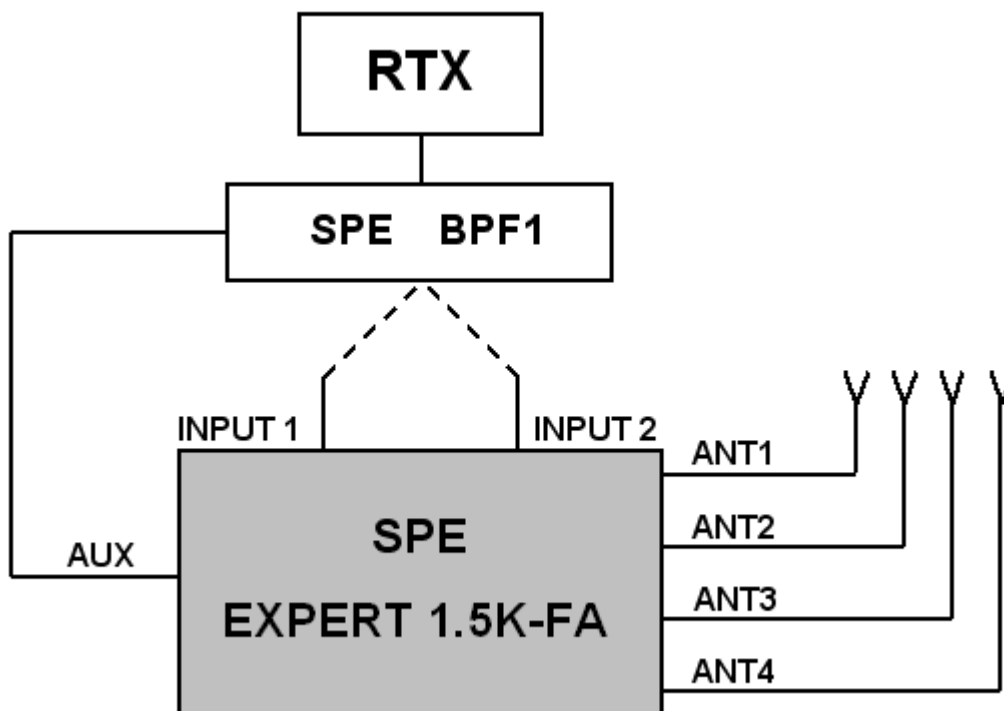 RTX
SPE BPF1
INPUT 1
INPUT 2
ANT1
SPE
ANT2
AUX
ANT3
EXPERT 1.5K-FA
ANT4